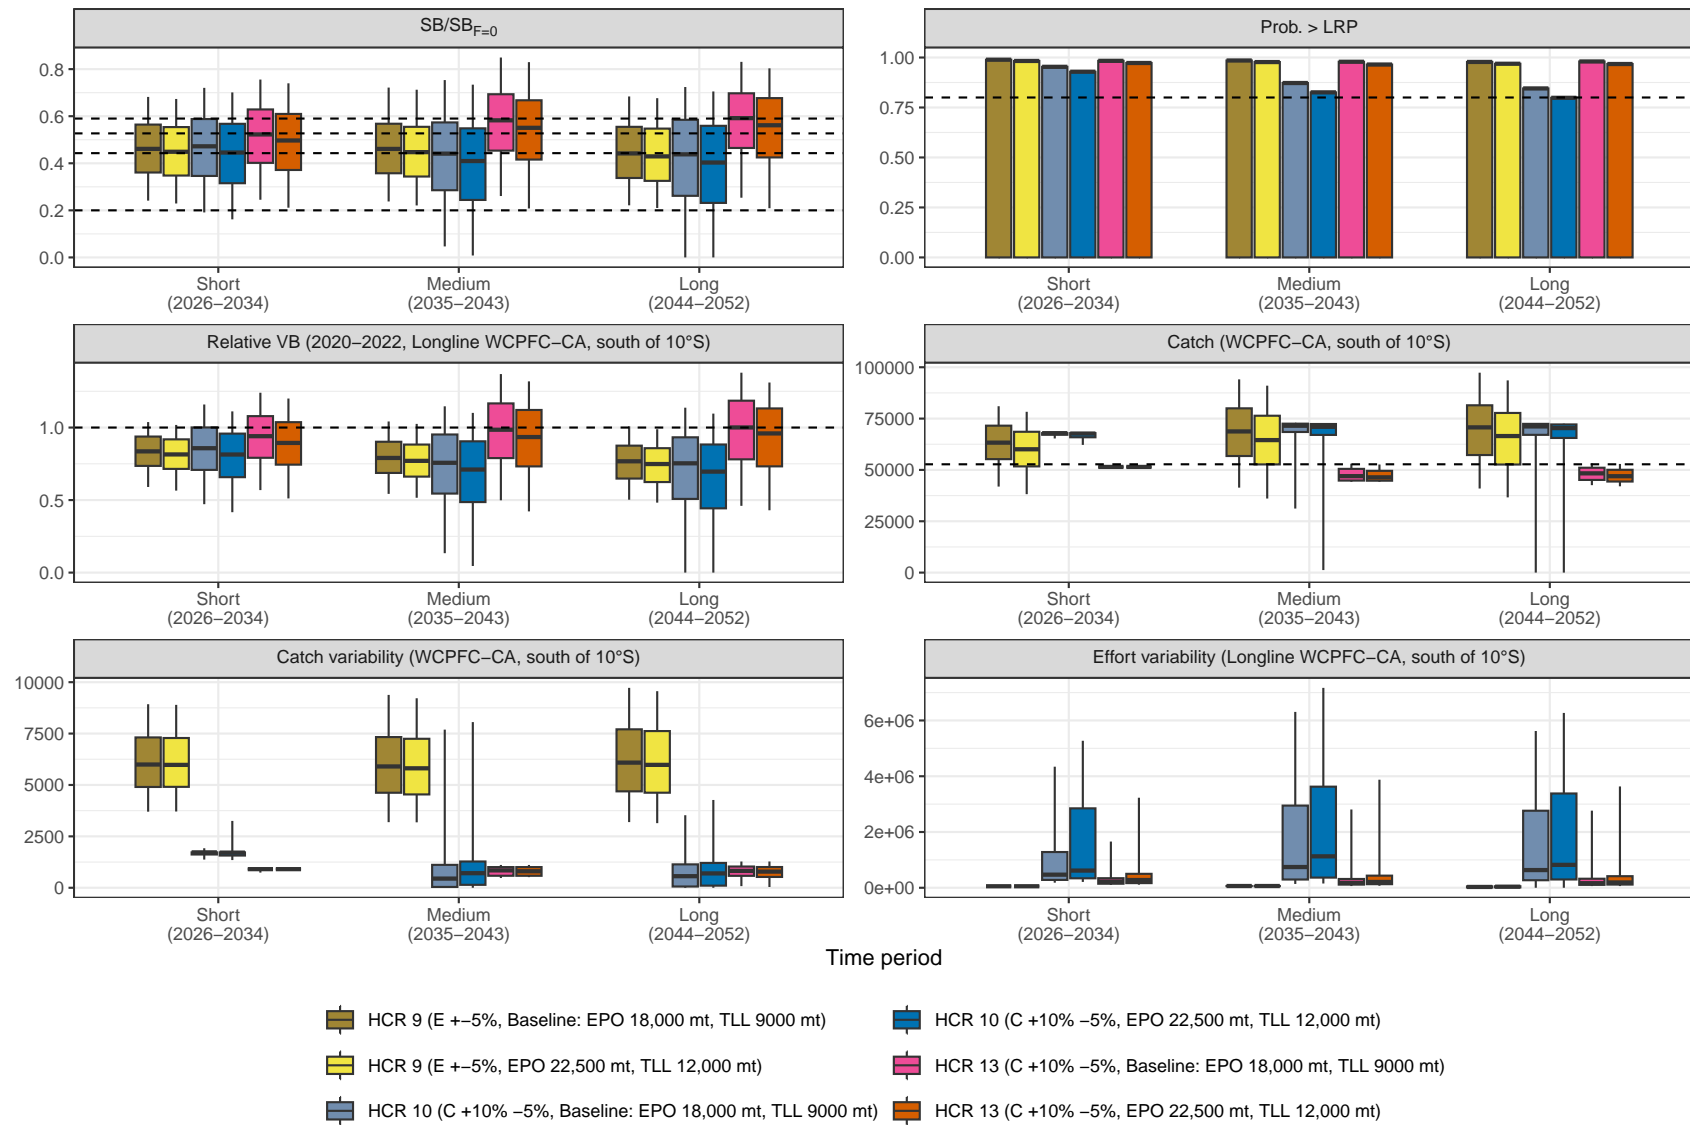 SB/SBF=0
0.8
0.6
0.4
0.2
0.0
Short
(2026−2034)
Medium
(2035−2043)
Long
(2044−2052)
Prob. > LRP
1.00
0.75
0.50
0.25
0.00
Short
(2026−2034)
Medium
(2035−2043)
Long
(2044−2052)
Relative VB (2020−2022, Longline WCPFC−CA, south of 10°S)
1.0
0.5
0.0
Short
(2026−2034)
Medium
(2035−2043)
Long
(2044−2052)
Catch (WCPFC−CA, south of 10°S)
100000
75000
50000
25000
0
Short
(2026−2034)
Medium
(2035−2043)
Long
(2044−2052)
Catch variability (WCPFC−CA, south of 10°S)
10000
7500
5000
2500
0
Short
(2026−2034)
Medium
(2035−2043)
Long
(2044−2052)
Effort variability (Longline WCPFC−CA, south of 10°S)
6e+06
4e+06
2e+06
0e+00
Short
(2026−2034)
Medium
(2035−2043)
Long
(2044−2052)
Time period
HCR 9 (E +−5%, Baseline: EPO 18,000 mt, TLL 9000 mt)
HCR 9 (E +−5%, EPO 22,500 mt, TLL 12,000 mt)
HCR 10 (C +10% −5%, Baseline: EPO 18,000 mt, TLL 9000 mt)
HCR 10 (C +10% −5%, EPO 22,500 mt, TLL 12,000 mt)
HCR 13 (C +10% −5%, Baseline: EPO 18,000 mt, TLL 9000 mt)
HCR 13 (C +10% −5%, EPO 22,500 mt, TLL 12,000 mt)